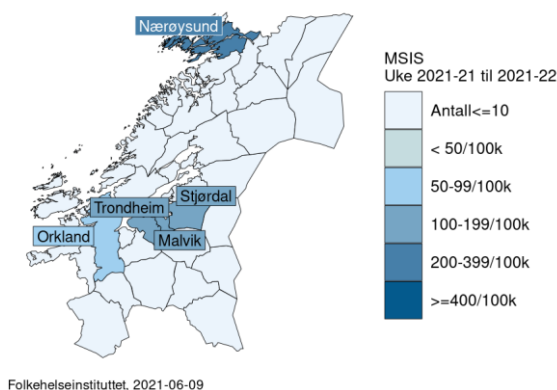 Nærøysund
Trondheim
Stjørdal
Orkland
Malvik
MSIS
Uke 2021-21 til 2021-22
Antall<=10
< 50/100k
50-99/100k
100-199/100k
200-399/100k
>=400/100k
Folkehelseinstituttet. 2021-06-09